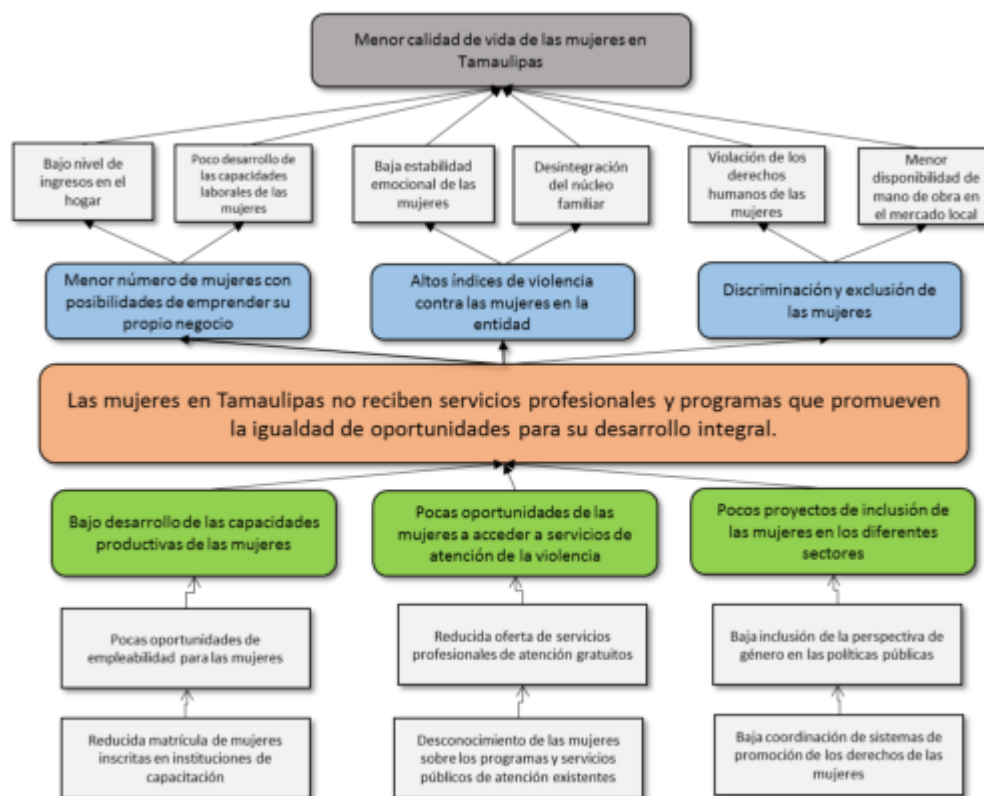 Menor calidad de vida de las mujeres en
Tamaulipas
Bajo nivel de
ingresos en el
hogar
Poco desarrollo de
las capacidades
laborales de las
mujeres
Baja estabilidad
emocional de las
mujeres
Desintegración
del núcleo
familiar
Violación de los
derechos
humanos de las
mujeres
Menor
disponibilidad de
mano de obra en
el mercado local
Menor número de mujeres con
posibilidades de emprender su
propio negocio
Altos índices de violencia
contra las mujeres en la
entidad
Discriminación y exclusión de
las mujeres
Las mujeres en Tamaulipas no reciben servicios profesionales y programas que promueven
la igualdad de oportunidades para su desarrollo integral.
Bajo desarrollo de las capacidades
productivas de las mujeres
Pocas oportunidades de las
mujeres a acceder a servicios de
atención de la violencia
Pocos proyectos de inclusión de
las mujeres en los diferentes
sectores
Pocas oportunidades de
empleabilidad para las mujeres
Reducida oferta de servicios
profesionales de atención gratuitos
Baja inclusión de la perspectiva de
género en las políticas públicas
Reducida matrícula de mujeres
inscritas en instituciones de
capacitación
Desconocimiento de las mujeres
sobre los programas y servicios
públicos de atención existentes
Baja coordinación de sistemas de
promoción de los derechos de las
mujeres